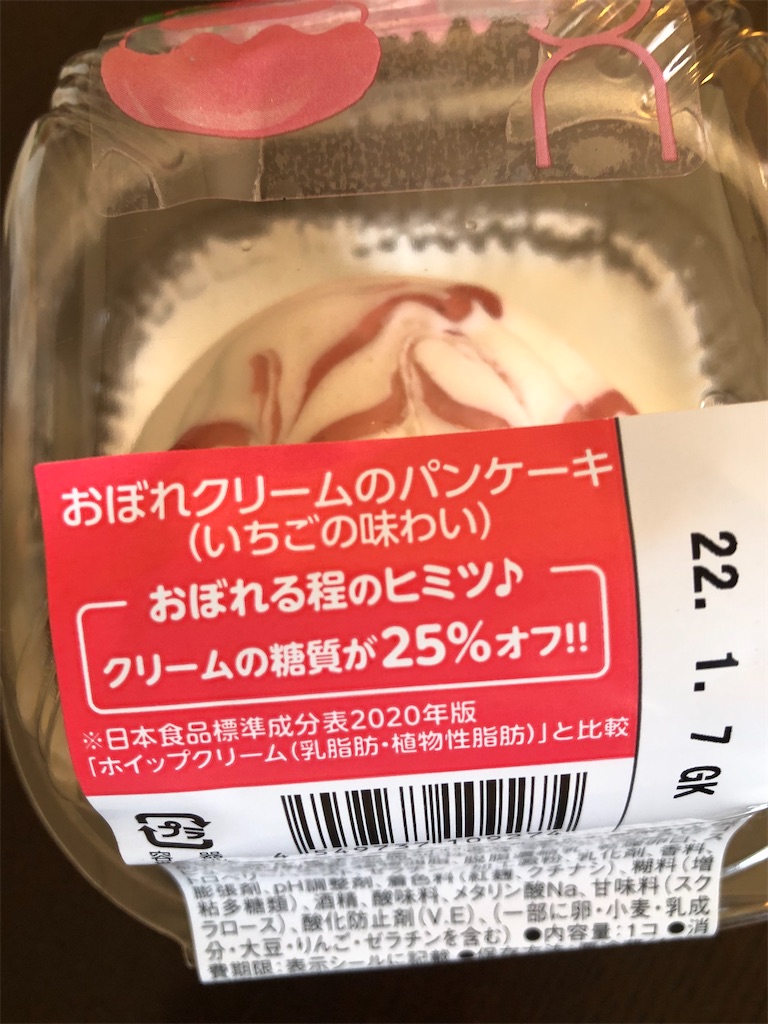 おぼれクリームのパンケーキ
(いちごの味わい)
おぼれる程のヒミツ♪
クリームの糖質が25%オフ!!
※日本食品標準成分表2020年版
「ホイップクリーム(乳脂肪・植物性脂肪)」と比較
22. 1. 7 GK
プラ
乳化剤、香料、
膨張剤、pH調整剤、着色料(紅麹、クチナシ)、糊料(増
粘多糖類)、酒精、酸味料、メタリン酸Na、甘味料(スク
ラロース)、酸化防止剤(V.E)、(一部に卵・小麦・乳成
分・大豆・りんご・ゼラチンを含む) ●内容量:1コ ●消
費期限:表示シールに記載